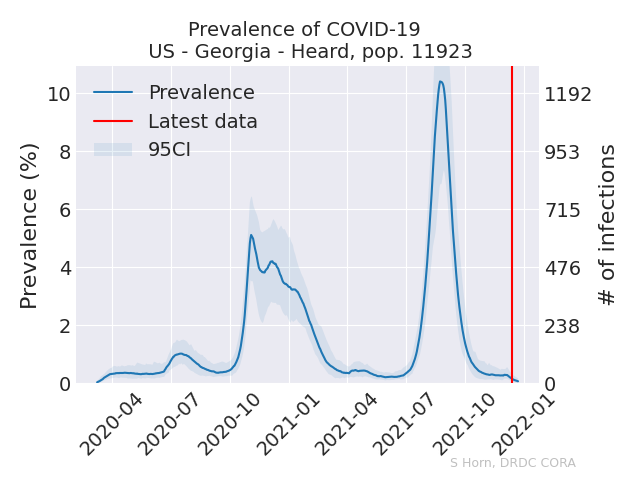 Prevalence of COVID-19
US - Georgia - Heard, pop. 11923
Prevalence
Latest data
95CI
Prevalence (%)
10
8
6
4
2
0
1192
953
715
476
238
0
# of infections
2020-04
2020-07
2020-10
2021-01
2021-04
2021-07
2021-10
2022-01
S Horn, DRDC CORA